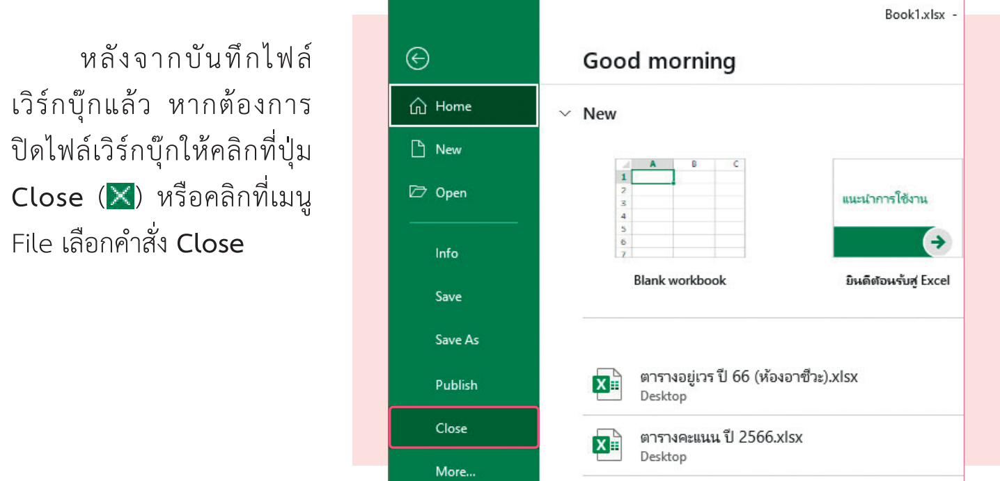 หลังจากบันทึกไฟล์
เวิร์กบุ๊กแล้ว หากต้องการ
ปิดไฟล์เวิร์กบุ๊กให้คลิกที่ปุ่ม
Close (X) หรือคลิกที่เมนู
File เลือกคำสั่ง Close
Book1.xlsx -
Good morning
Home
New
Open
Info
Save
Save As
Publish
Close
More...
New
A B C
1
2
3
4
5
6
7
Blank workbook
แนะนำการใช้งาน
ยินดีต้อนรับสู่ Excel
ตารางอยู่เวร ปี 66 (ห้องอาชีวะ).xlsx
Desktop
ตารางคะแนน ปี 2566.xlsx
Desktop